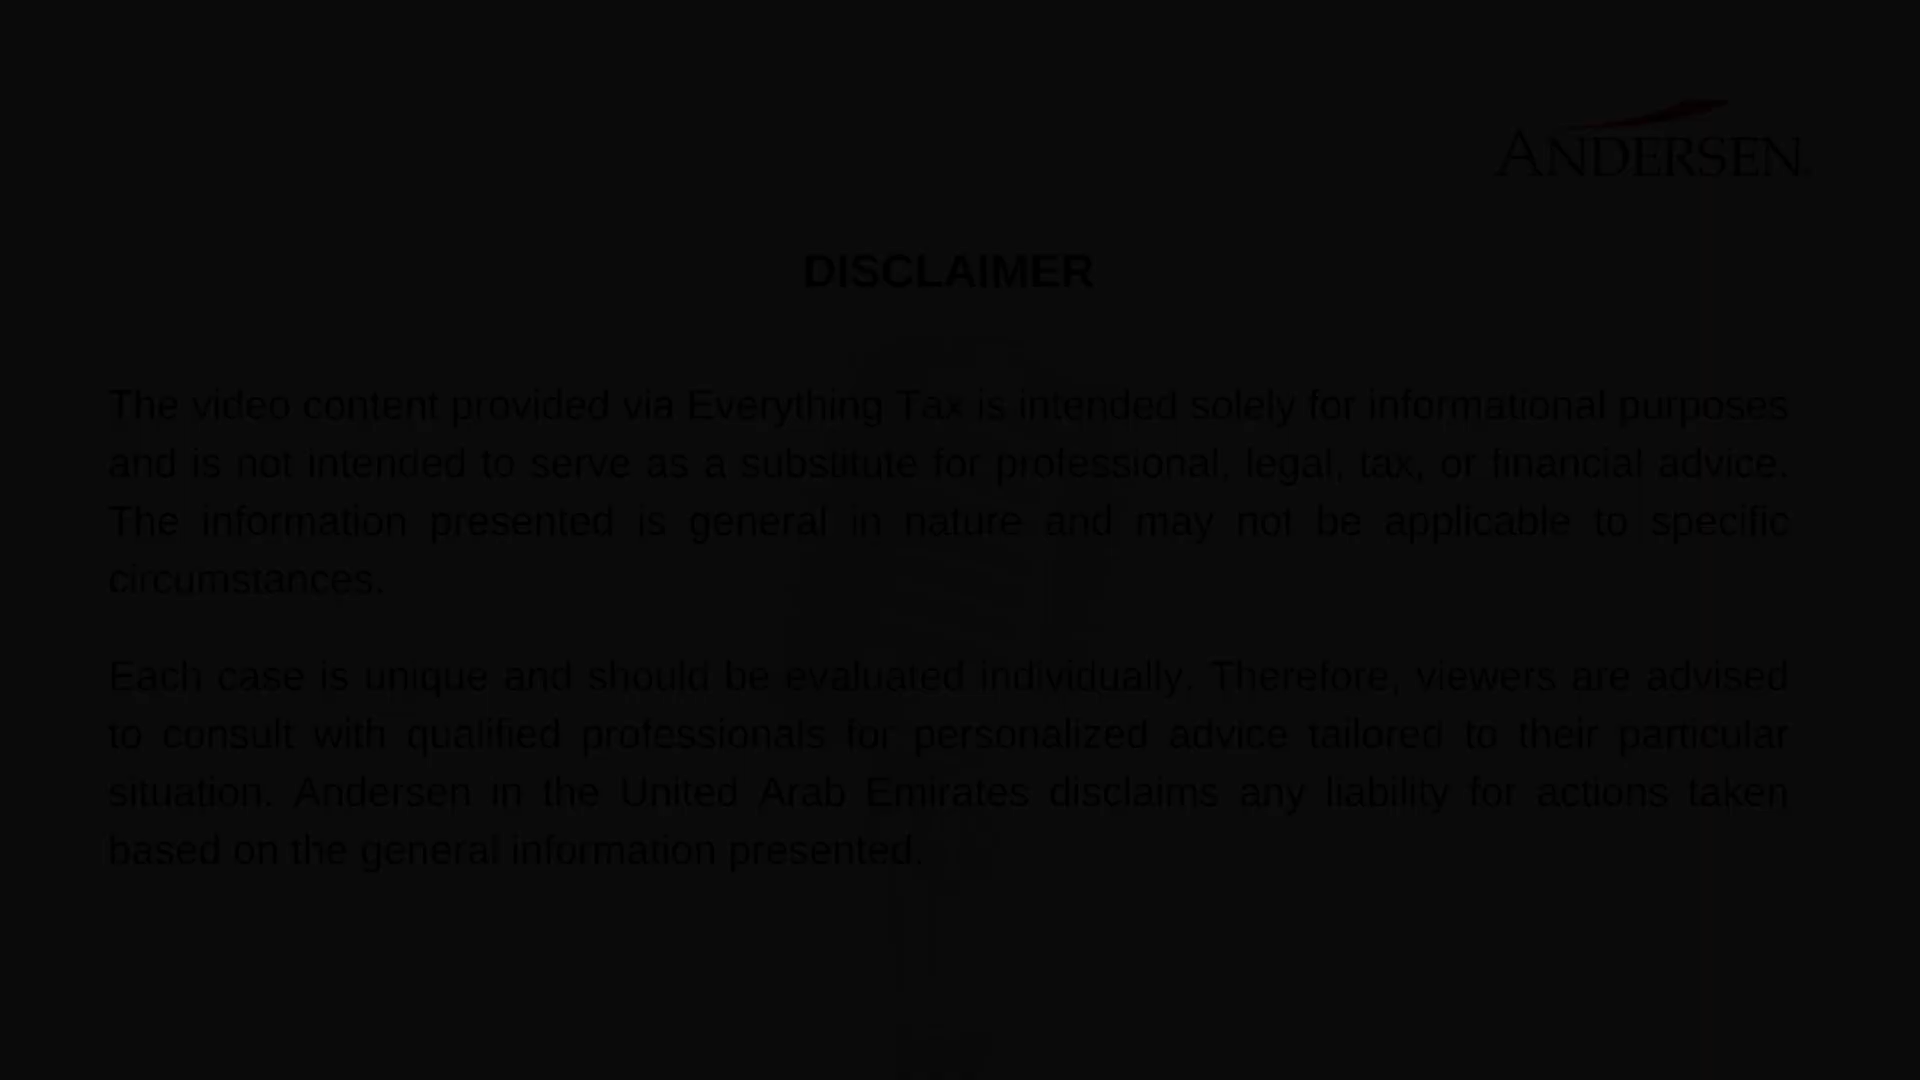 ANDERSEN
DISCLAIMER
The video content provided via Everything Tax is intended solely for informational purposes
and is not intended to serve as a substitute for professional, legal, tax, or financial advice.
The information presented is general in nature and may not be applicable to specific
circumstances.
Each case is unique and should be evaluated individually. Therefore, viewers are advised
to consult with qualified professionals for personalized advice tailored to their particular
situation. Andersen in the United Arab Emirates disclaims any liability for actions taken
based on the general information presented.